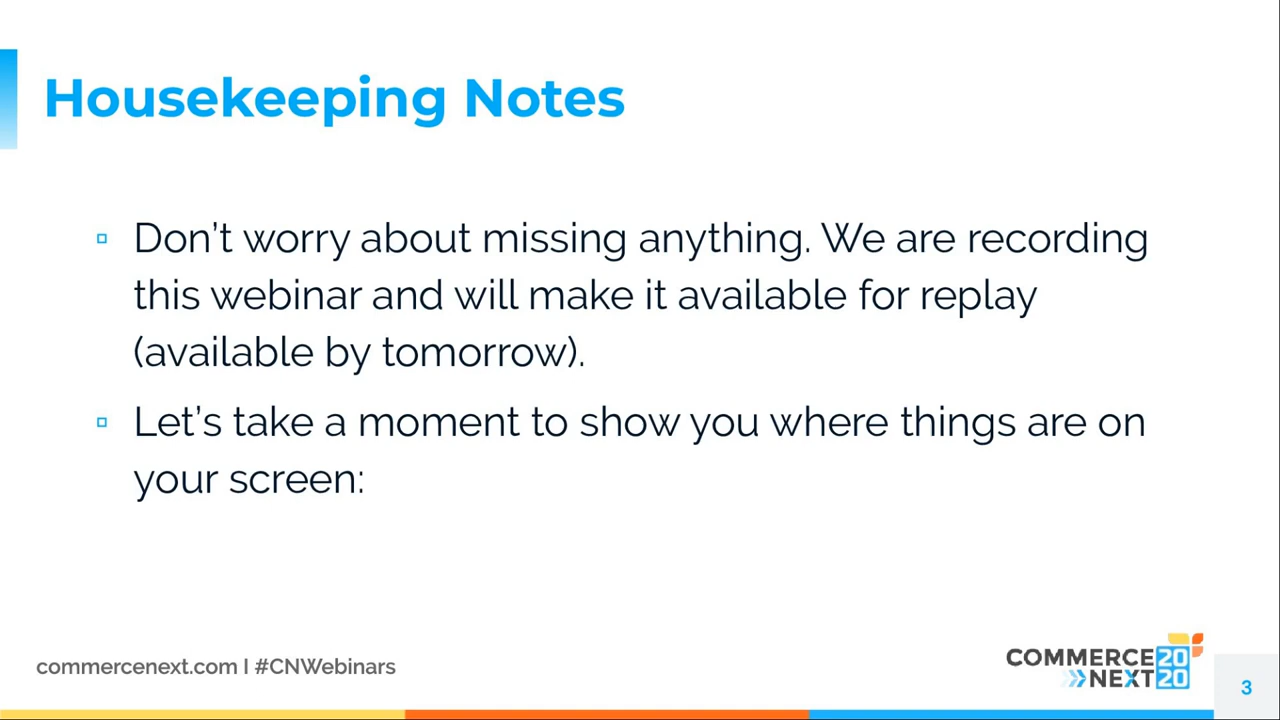 Housekeeping Notes
Don’t worry about missing anything. We are recording
this webinar and will make it available for replay
(available by tomorrow).
Let’s take a moment to show you where things are on
your screen:
commercenext.com I #CNWebinars
COMMERCE 20
NEXT 20
3